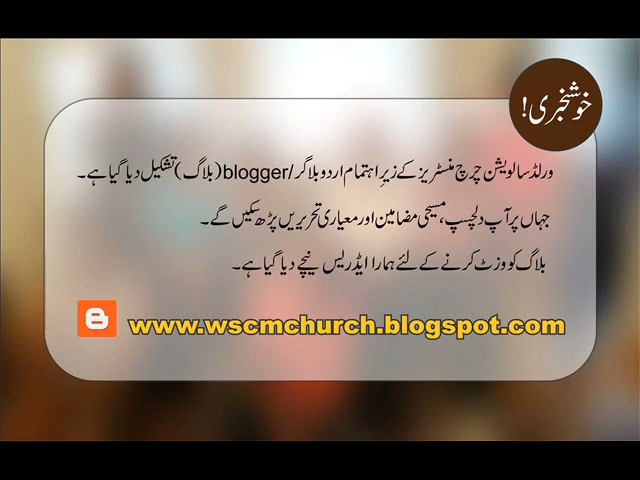 خوشخبری!
ورلڈ سالویشن چرچ منسٹریز کے زیرِ اہتمام اردو بلاگر/blogger(بلاگ) تشکیل دیا گیا ہے۔
جہاں پر آپ دلچسپ، مسیحی مضامین اور معیاری تحریریں پڑھ سکیں گے۔
بلاگ کو وزٹ کرنے کے لئے ہمارا ایڈریس نیچے دیا گیا ہے۔
www.wscmchurch.blogspot.com